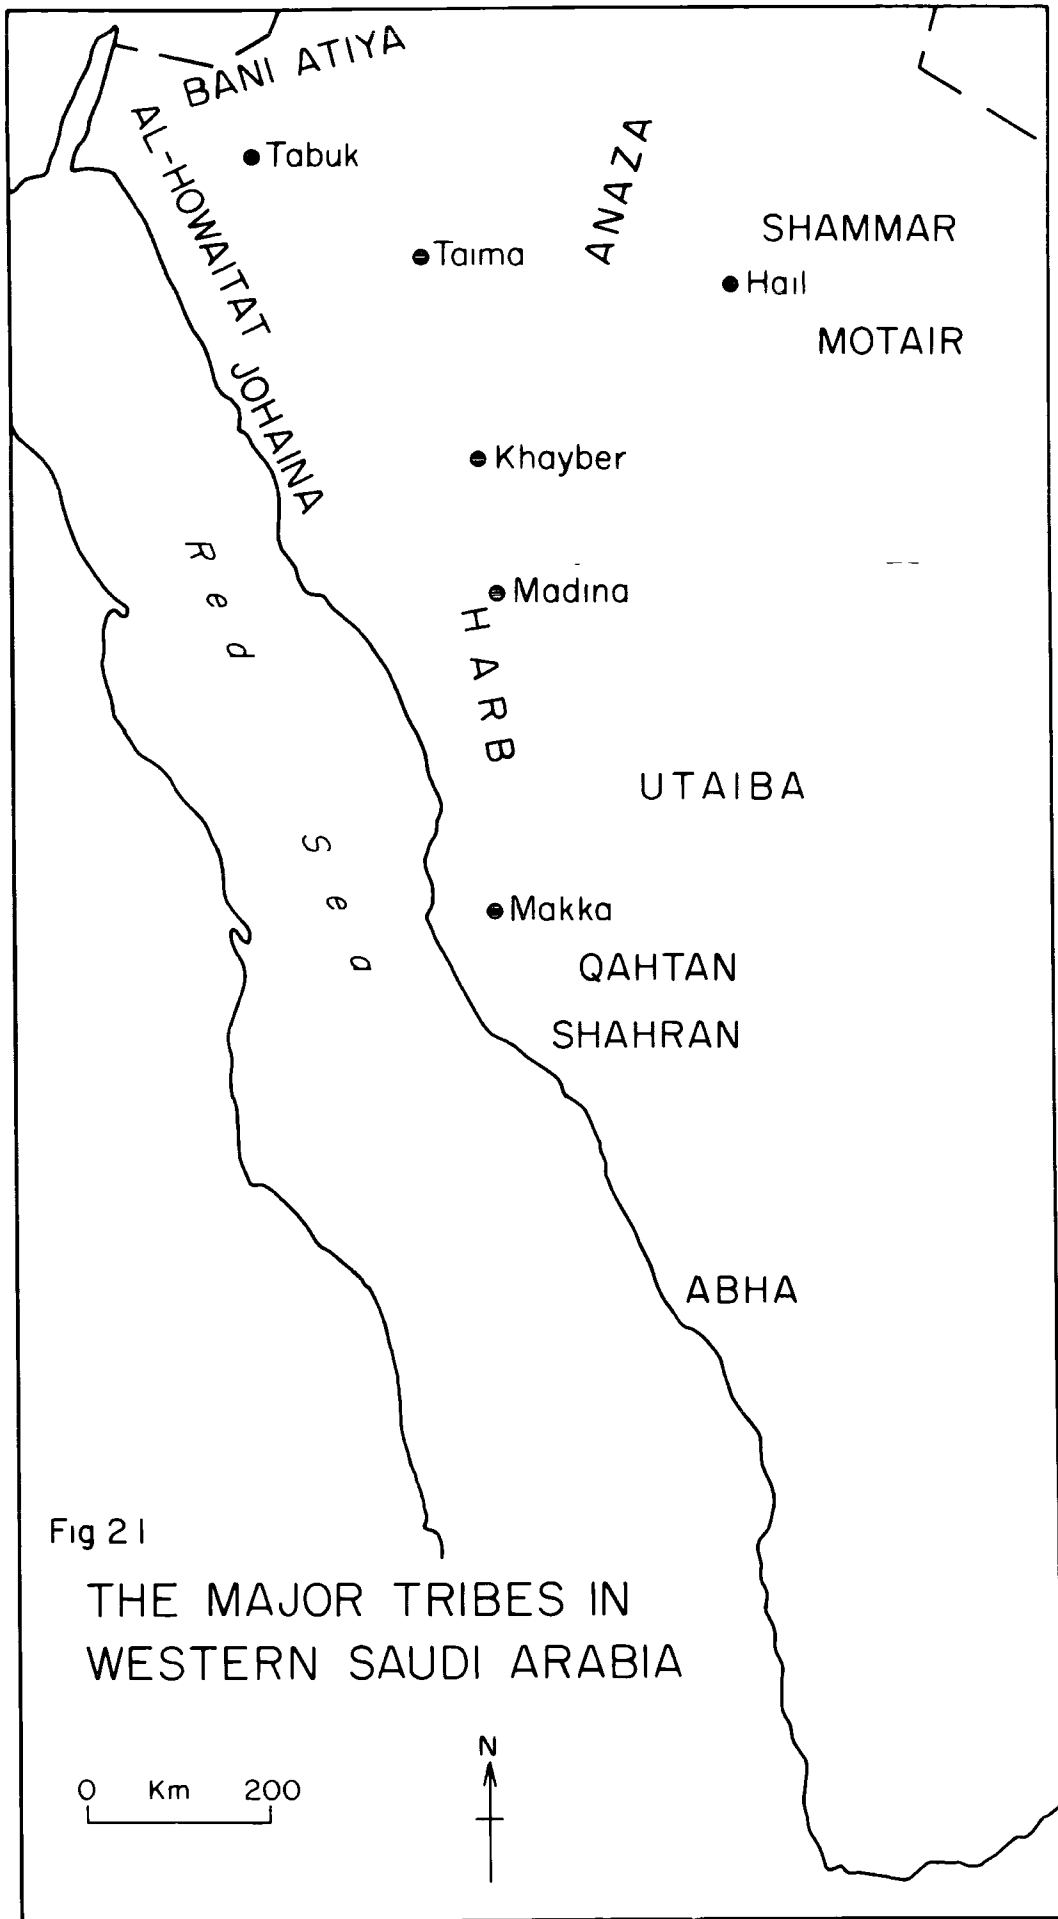 BANI ATIYA
AL-HOWAITAT
Tabuk
ANAZA
Taima
SHAMMAR
Hail
MOTAIR
JOHAINA
Khayber
Red Sea
Madina
HARB
UTAIBA
Makka
QAHTAN
SHAHRAN
ABHA
Fig 21
THE MAJOR TRIBES IN
WESTERN SAUDI ARABIA
N
0 Km 200